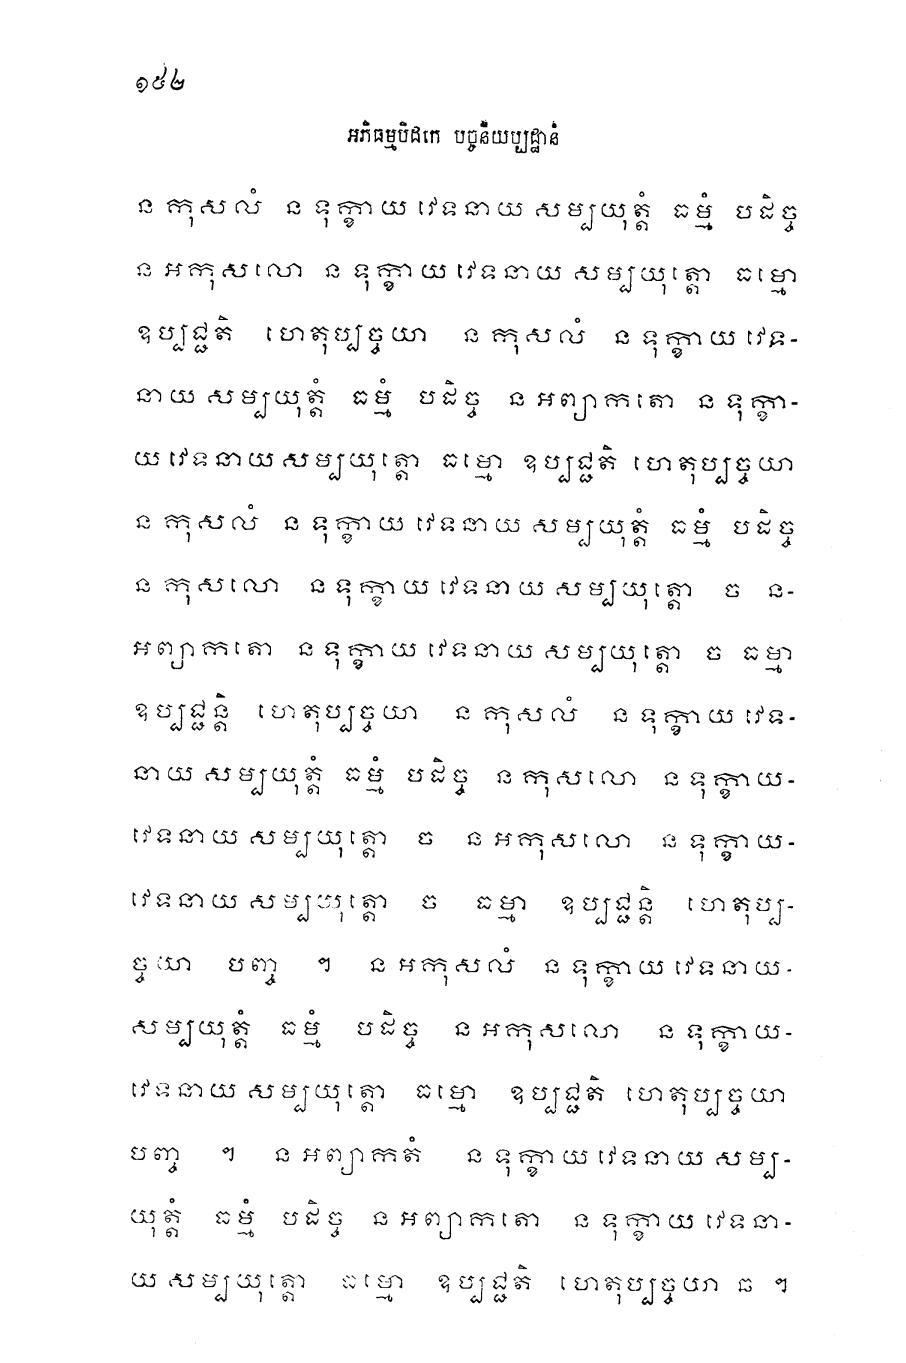 ១៥២
អភិធម្មបិដកេ បច្ចនីយប្បដ្ឋានំ
ន កុសលំ ន ទុក្ខាយ វេទនាយ សម្បយុត្តំ ធម្មំ បដិច្ច
ន អកុសលោ ន ទុក្ខាយ វេទនាយ សម្បយុត្តោ ធម្មោ
ឧប្បជ្ជតិ ហេតុប្បច្ចយា ន កុសលំ ន ទុក្ខាយ វេទ-
នាយ សម្បយុត្តំ ធម្មំ បដិច្ច ន អព្យាកតោ ន ទុក្ខា-
យ វេទនាយ សម្បយុត្តោ ធម្មោ ឧប្បជ្ជតិ ហេតុប្បច្ចយា
ន កុសលំ ន ទុក្ខាយ វេទនាយ សម្បយុត្តំ ធម្មំ បដិច្ច
ន កុសលោ ន ទុក្ខាយ វេទនាយ សម្បយុត្តោ ច ន-
អព្យាកតោ ន ទុក្ខាយ វេទនាយ សម្បយុត្តោ ច ធម្មា
ឧប្បជ្ជន្តិ ហេតុប្បច្ចយា ន កុសលំ ន ទុក្ខាយ វេទ-
នាយ សម្បយុត្តំ ធម្មំ បដិច្ច ន កុសលោ ន ទុក្ខាយ-
វេទនាយ សម្បយុត្តោ ច ន អកុសលោ ន ទុក្ខាយ-
វេទនាយ សម្បយុត្តោ ច ធម្មា ឧប្បជ្ជន្តិ ហេតុប្ប-
ច្ចយា បញ្ច ។ ន អកុសលំ ន ទុក្ខាយ វេទនាយ-
សម្បយុត្តំ ធម្មំ បដិច្ច ន អកុសលោ ន ទុក្ខាយ-
វេទនាយ សម្បយុត្តោ ធម្មោ ឧប្បជ្ជតិ ហេតុប្បច្ចយា
បញ្ច ។ ន អព្យាកតំ ន ទុក្ខាយ វេទនាយ សម្ប-
យុត្តំ ធម្មំ បដិច្ច ន អព្យាកតោ ន ទុក្ខាយ វេទនា-
យ សម្បយុត្តោ ធម្មោ ឧប្បជ្ជតិ ហេតុប្បច្ចយា ឆ ។